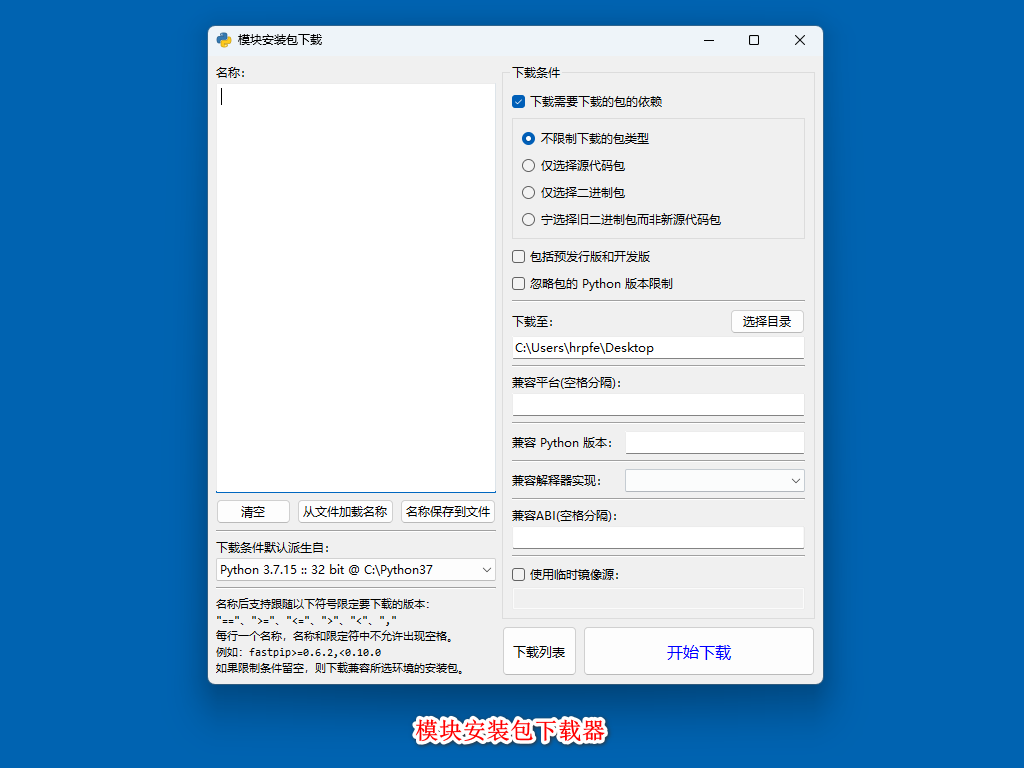 模块安装包下载
名称:
清空
从文件加载名称
名称保存到文件
下载条件默认派生自:
Python 3.7.15 :: 32 bit @ C:\Python37
名称后支持跟随以下符号限定要下载的版本:
"=="、">="、"<="、">"、"<"、","
每行一个名称，名称和限定符中不允许出现空格。
例如: fastpip>=0.6.2,<0.10.0
如果限制条件留空，则下载兼容所选环境的安装包。
下载条件
下载需要下载的包的依赖
不限制下载的包类型
仅选择源代码包
仅选择二进制包
宁选择旧二进制包而非新源代码包
包括预发行版和开发版
忽略包的 Python 版本限制
下载至:
选择目录
C:\Users\hrpfe\Desktop
兼容平台(空格分隔):
兼容 Python 版本:
兼容解释器实现:
兼容ABI(空格分隔):
使用临时镜像源:
下载列表
开始下载
模块安装包下载器